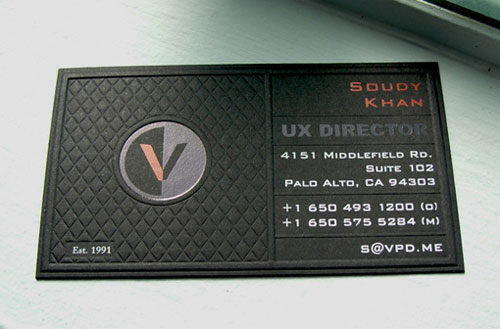 V
Est. 1991
Soudy
Khan
UX DIRECTOR
4151 Middlefield Rd.
Suite 102
Palo Alto, CA 94303
+1 650 493 1200 (O)
+1 650 575 5284 (M)
S@VPD.ME